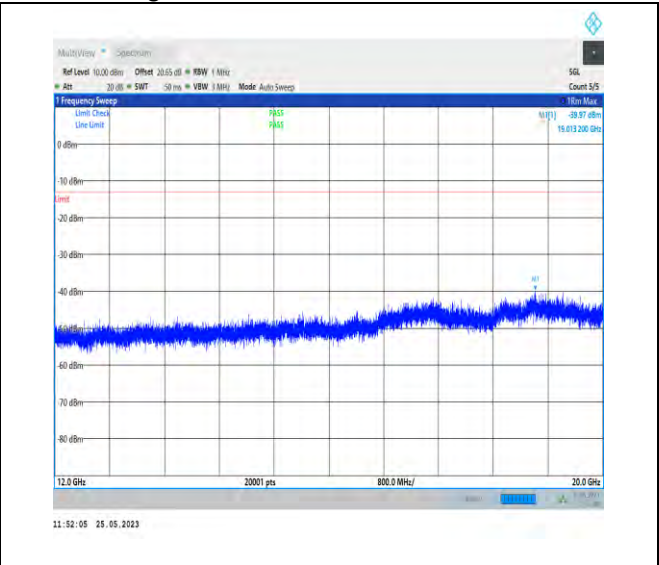 MultiView Spectrum
Ref Level 10.00 dBm Offset 20.65 dB RBW 1 MHz SGL
Att 20 dB SWT 50 ms VBW 3 MHz Mode Auto Sweep Count 5/5
1 Frequency Sweep 1Rm Max
Limit Check PASS M1[1] -39.97 dBm
Line Limit PASS 19.013 200 GHz
0 dBm
-10 dBm
Limit
-20 dBm
-30 dBm
M1
-40 dBm
-50 dBm
-60 dBm
-70 dBm
-80 dBm
12.0 GHz 20001 pts 800.0 MHz/ 20.0 GHz
11:52:05 25.05.2023